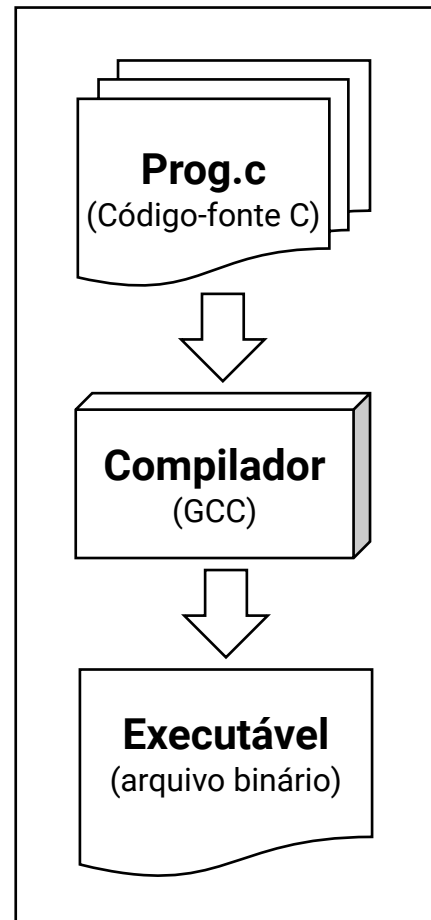 Prog.c
(Código-fonte C)
Compilador
(GCC)
Executável
(arquivo binário)